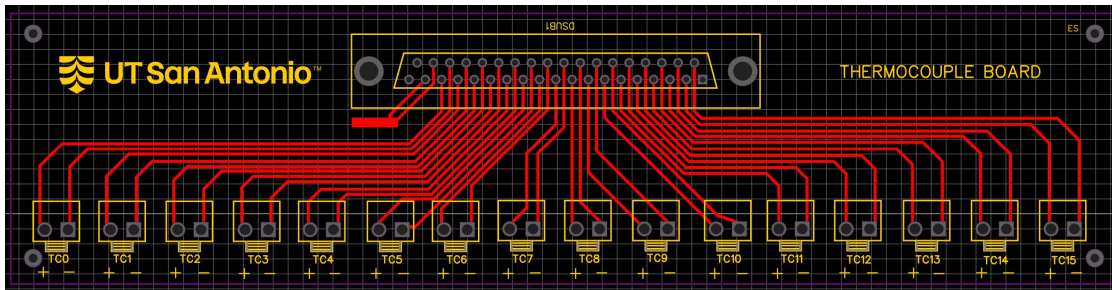 DSUB1
ES
UT San Antonio™
THERMOCOUPLE BOARD
TC0 TC1 TC2 TC3 TC4 TC5 TC6 TC7 TC8 TC9 TC10 TC11 TC12 TC13 TC14 TC15
+ − + − + − + − + − + − + − + − + − + − + − + − + − + − + − + −